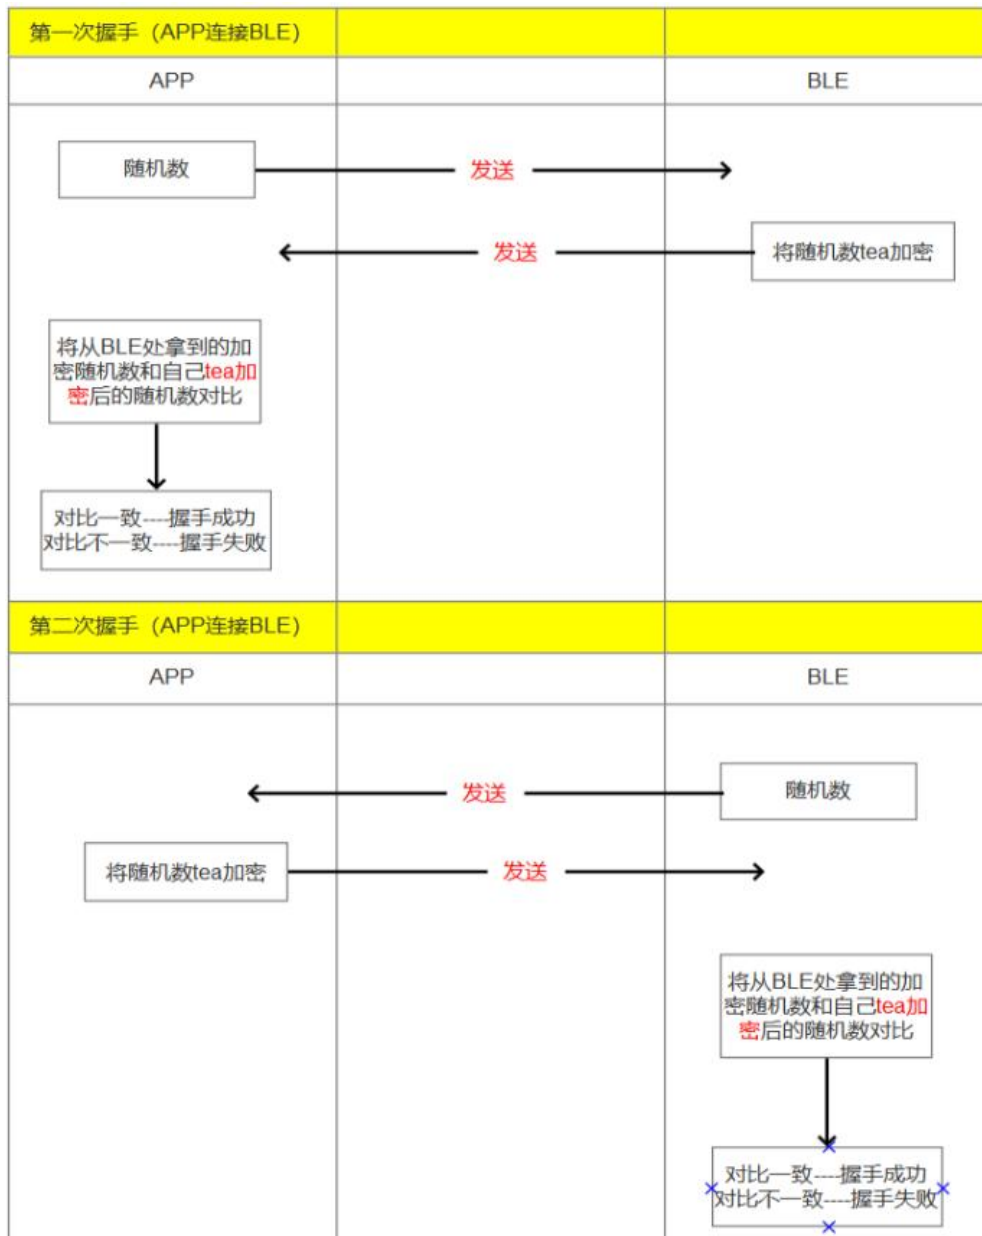 第一次握手（APP连接BLE）
APP
BLE
随机数
发送
发送
将随机数tea加密
将从BLE处拿到的加
密随机数和自己tea加
密后的随机数对比
对比一致----握手成功
对比不一致----握手失败
第二次握手（APP连接BLE）
APP
BLE
发送
随机数
将随机数tea加密
发送
将从BLE处拿到的加
密随机数和自己tea加
密后的随机数对比
对比一致----握手成功
对比不一致----握手失败